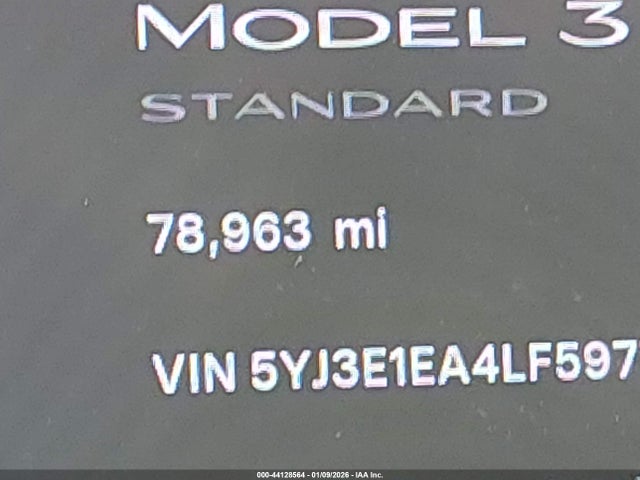 MODEL 3
STANDARD
78,963 mi
VIN 5YJ3E1EA4LF597
000-44128564 - 01/09/2026 - IAA Inc.